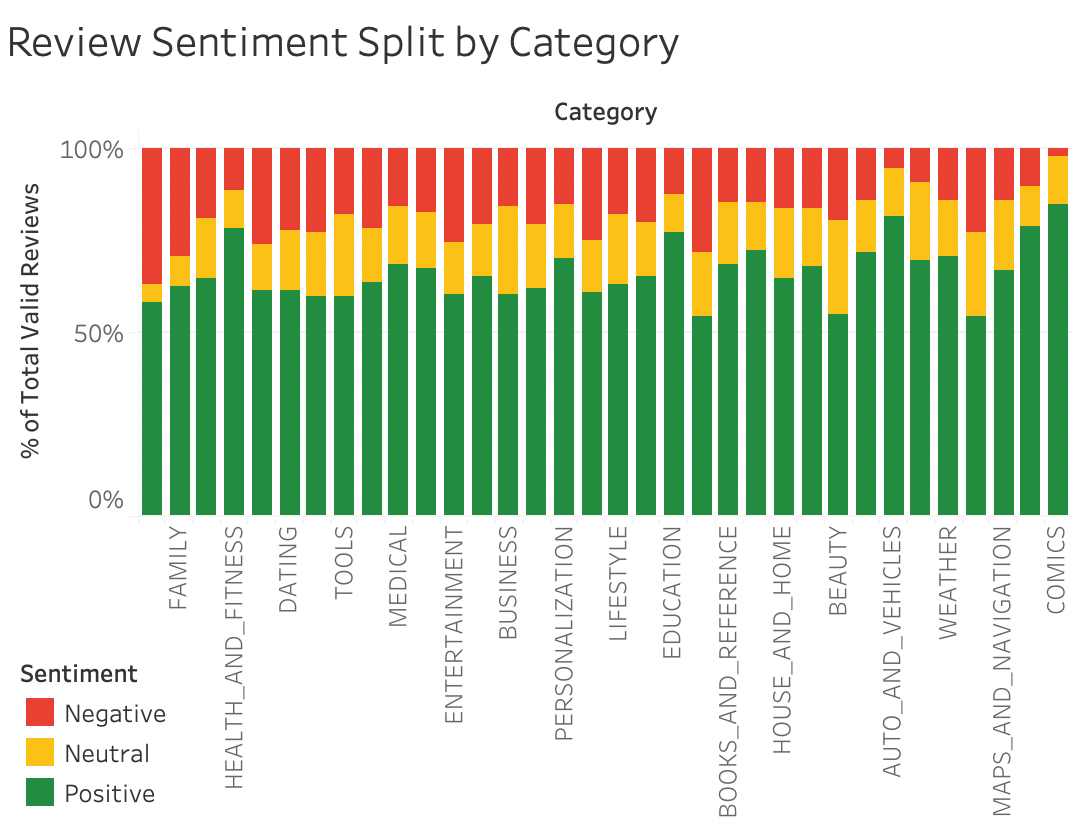 Review Sentiment Split by Category
Category
% of Total Valid Reviews
100%
50%
0%
FAMILY
HEALTH_AND_FITNESS
DATING
TOOLS
MEDICAL
ENTERTAINMENT
BUSINESS
PERSONALIZATION
LIFESTYLE
EDUCATION
BOOKS_AND_REFERENCE
HOUSE_AND_HOME
BEAUTY
AUTO_AND_VEHICLES
WEATHER
MAPS_AND_NAVIGATION
COMICS
Sentiment
Negative
Neutral
Positive